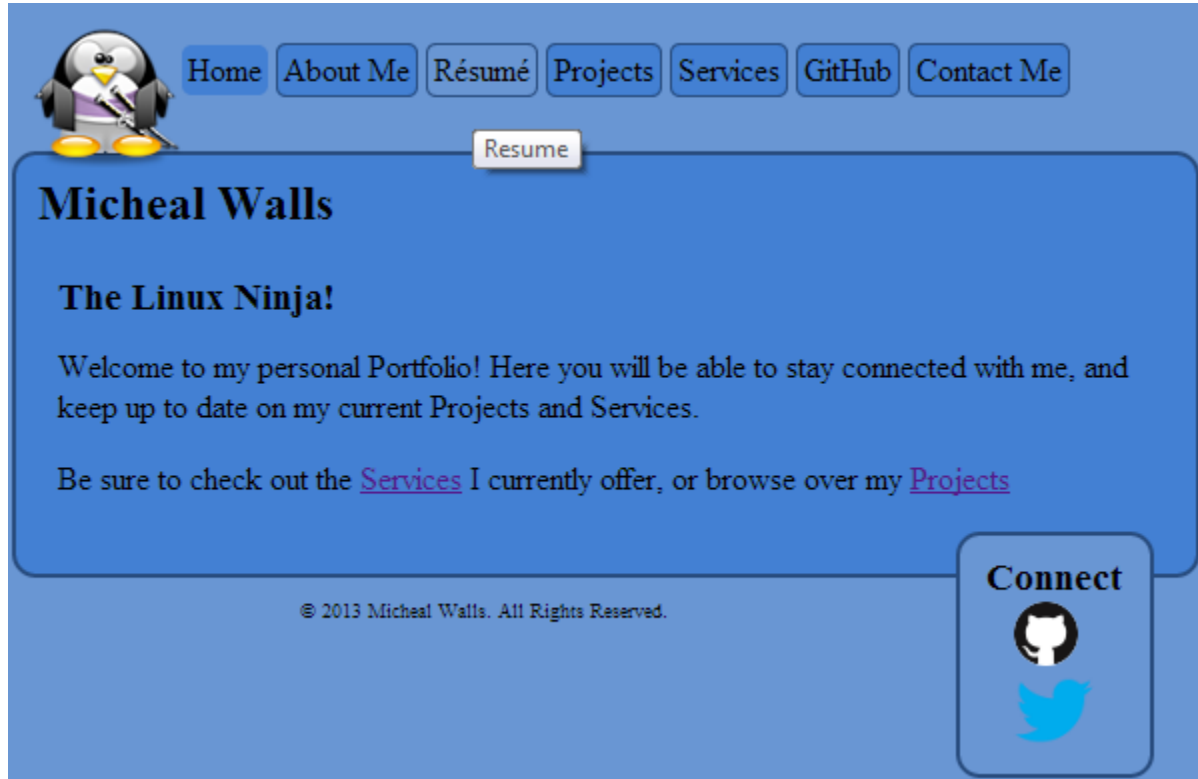 Home About Me Résumé Projects Services GitHub Contact Me
Resume
Micheal Walls
The Linux Ninja!
Welcome to my personal Portfolio! Here you will be able to stay connected with me, and
keep up to date on my current Projects and Services.
Be sure to check out the Services I currently offer, or browse over my Projects
Connect
© 2013 Micheal Walls. All Rights Reserved.